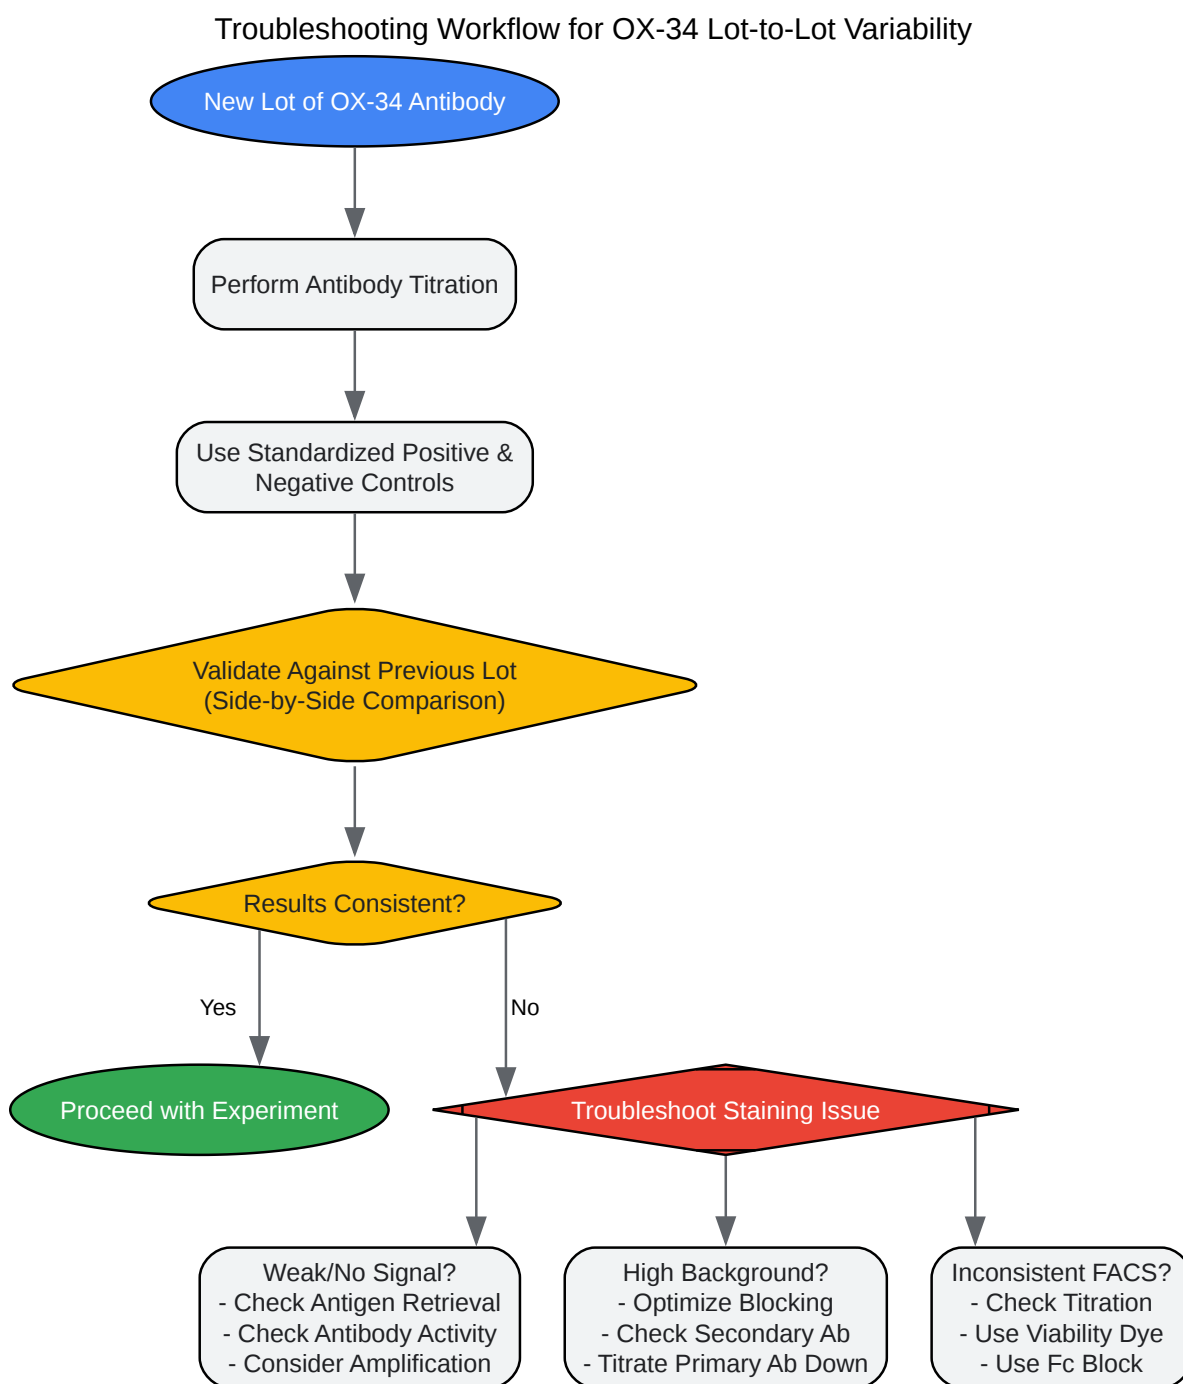 Troubleshooting Workflow for OX-34 Lot-to-Lot Variability
New Lot of OX-34 Antibody
Perform Antibody Titration
Use Standardized Positive &
Negative Controls
Validate Against Previous Lot
(Side-by-Side Comparison)
Results Consistent?
Yes
No
Proceed with Experiment
Troubleshoot Staining Issue
Weak/No Signal?
- Check Antigen Retrieval
- Check Antibody Activity
- Consider Amplification
High Background?
- Optimize Blocking
- Check Secondary Ab
- Titrate Primary Ab Down
Inconsistent FACS?
- Check Titration
- Use Viability Dye
- Use Fc Block